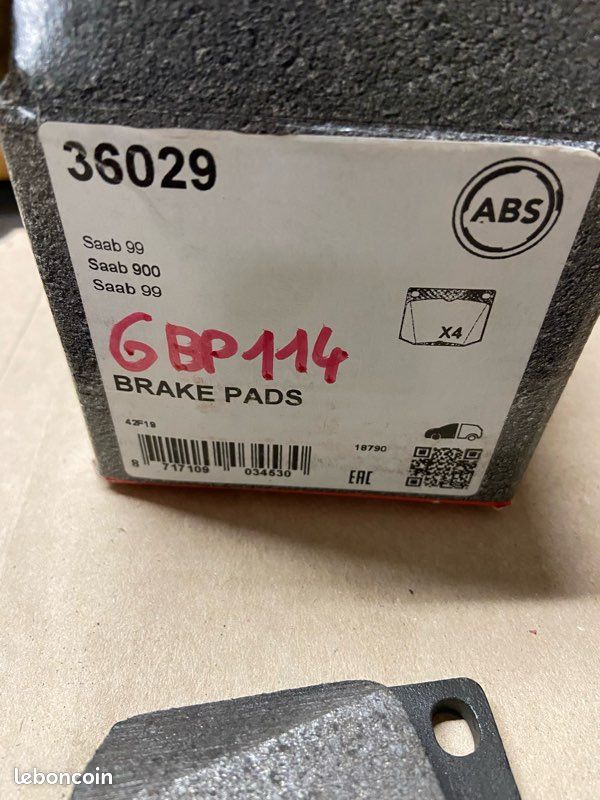 36029
ABS
Saab 99
Saab 900
Saab 99
X4
GBP114
BRAKE PADS
42F19
18790
8 717109 034530
EAC
leboncoin